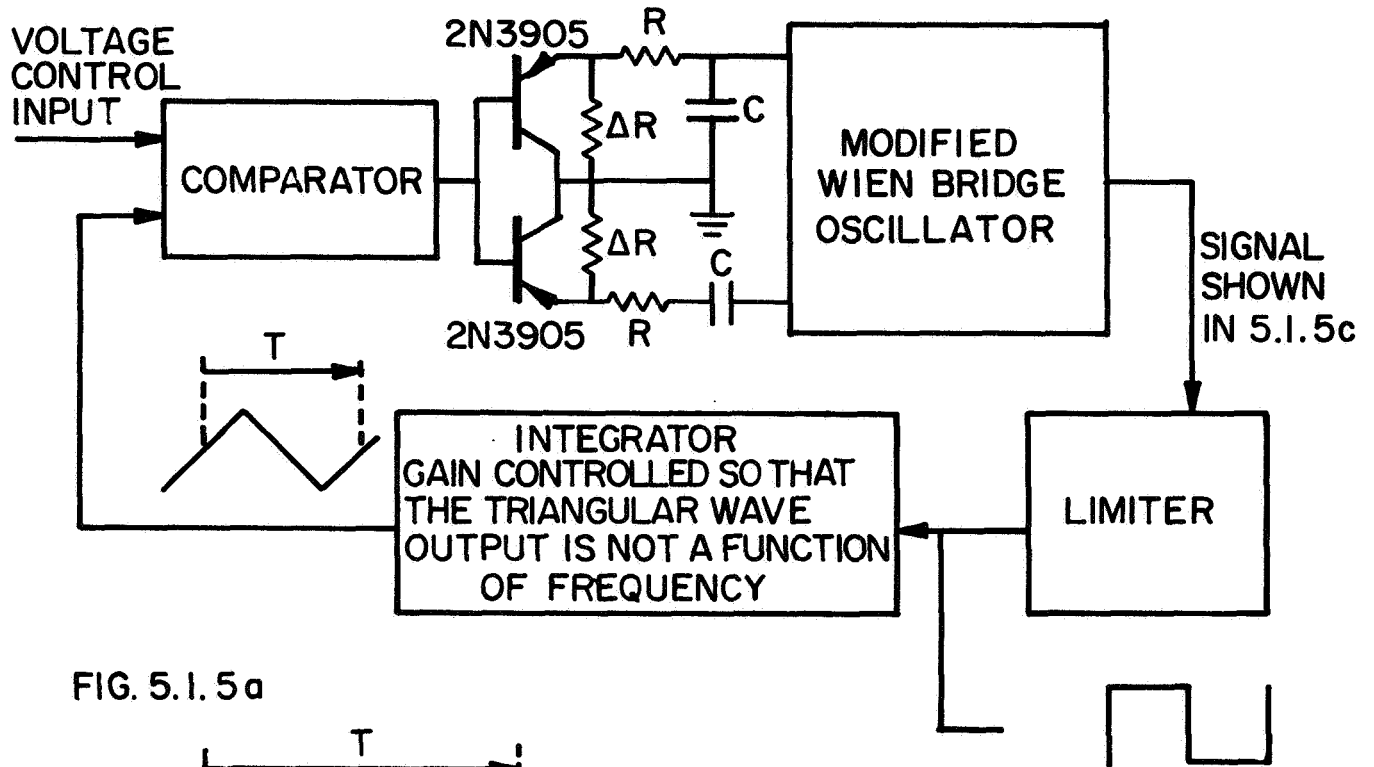 VOLTAGE
CONTROL
INPUT
2N3905
R
COMPARATOR
ΔR
C
MODIFIED
WIEN BRIDGE
OSCILLATOR
ΔR
C
2N3905
R
SIGNAL
SHOWN
IN 5.1.5c
T
INTEGRATOR
GAIN CONTROLLED SO THAT
THE TRIANGULAR WAVE
OUTPUT IS NOT A FUNCTION
OF FREQUENCY
LIMITER
FIG. 5.1.5a
T